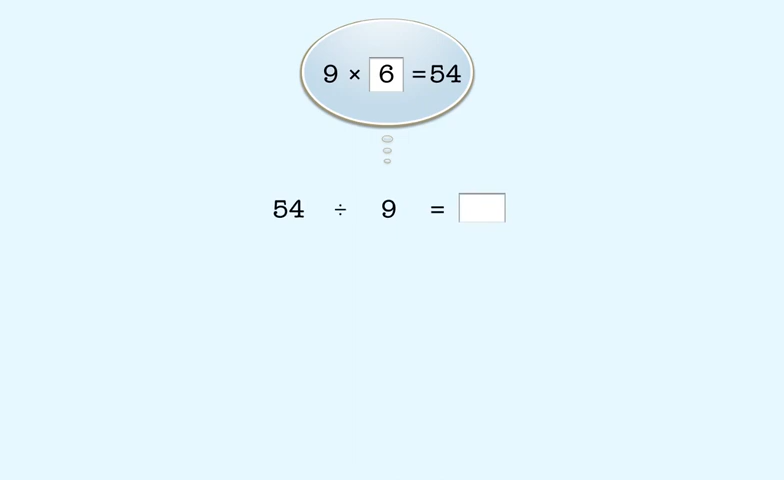 9 × 6 =54
54 ÷ 9 =